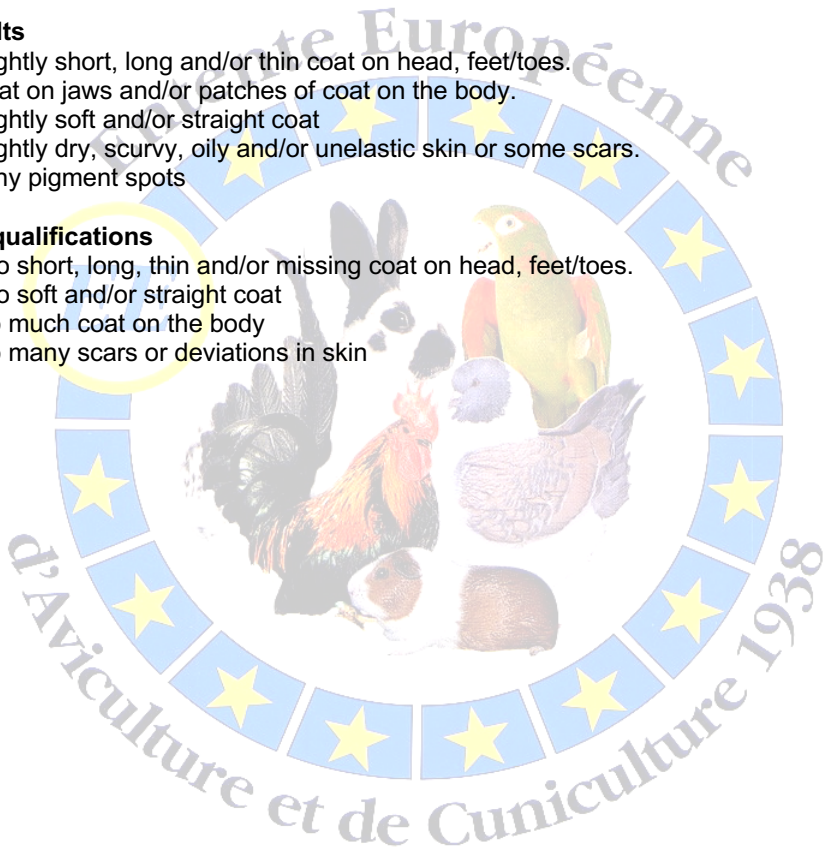 lts
ghtly short, long and/or thin coat on head, feet/toes.
at on jaws and/or patches of coat on the body.
ghtly soft and/or straight coat
ghtly dry, scurvy, oily and/or unelastic skin or some scars.
ny pigment spots
qualifications
o short, long, thin and/or missing coat on head, feet/toes.
o soft and/or straight coat
o much coat on the body
o many scars or deviations in skin
Entente Européenne
EE
d'Aviculture et de Cuniculture 1938